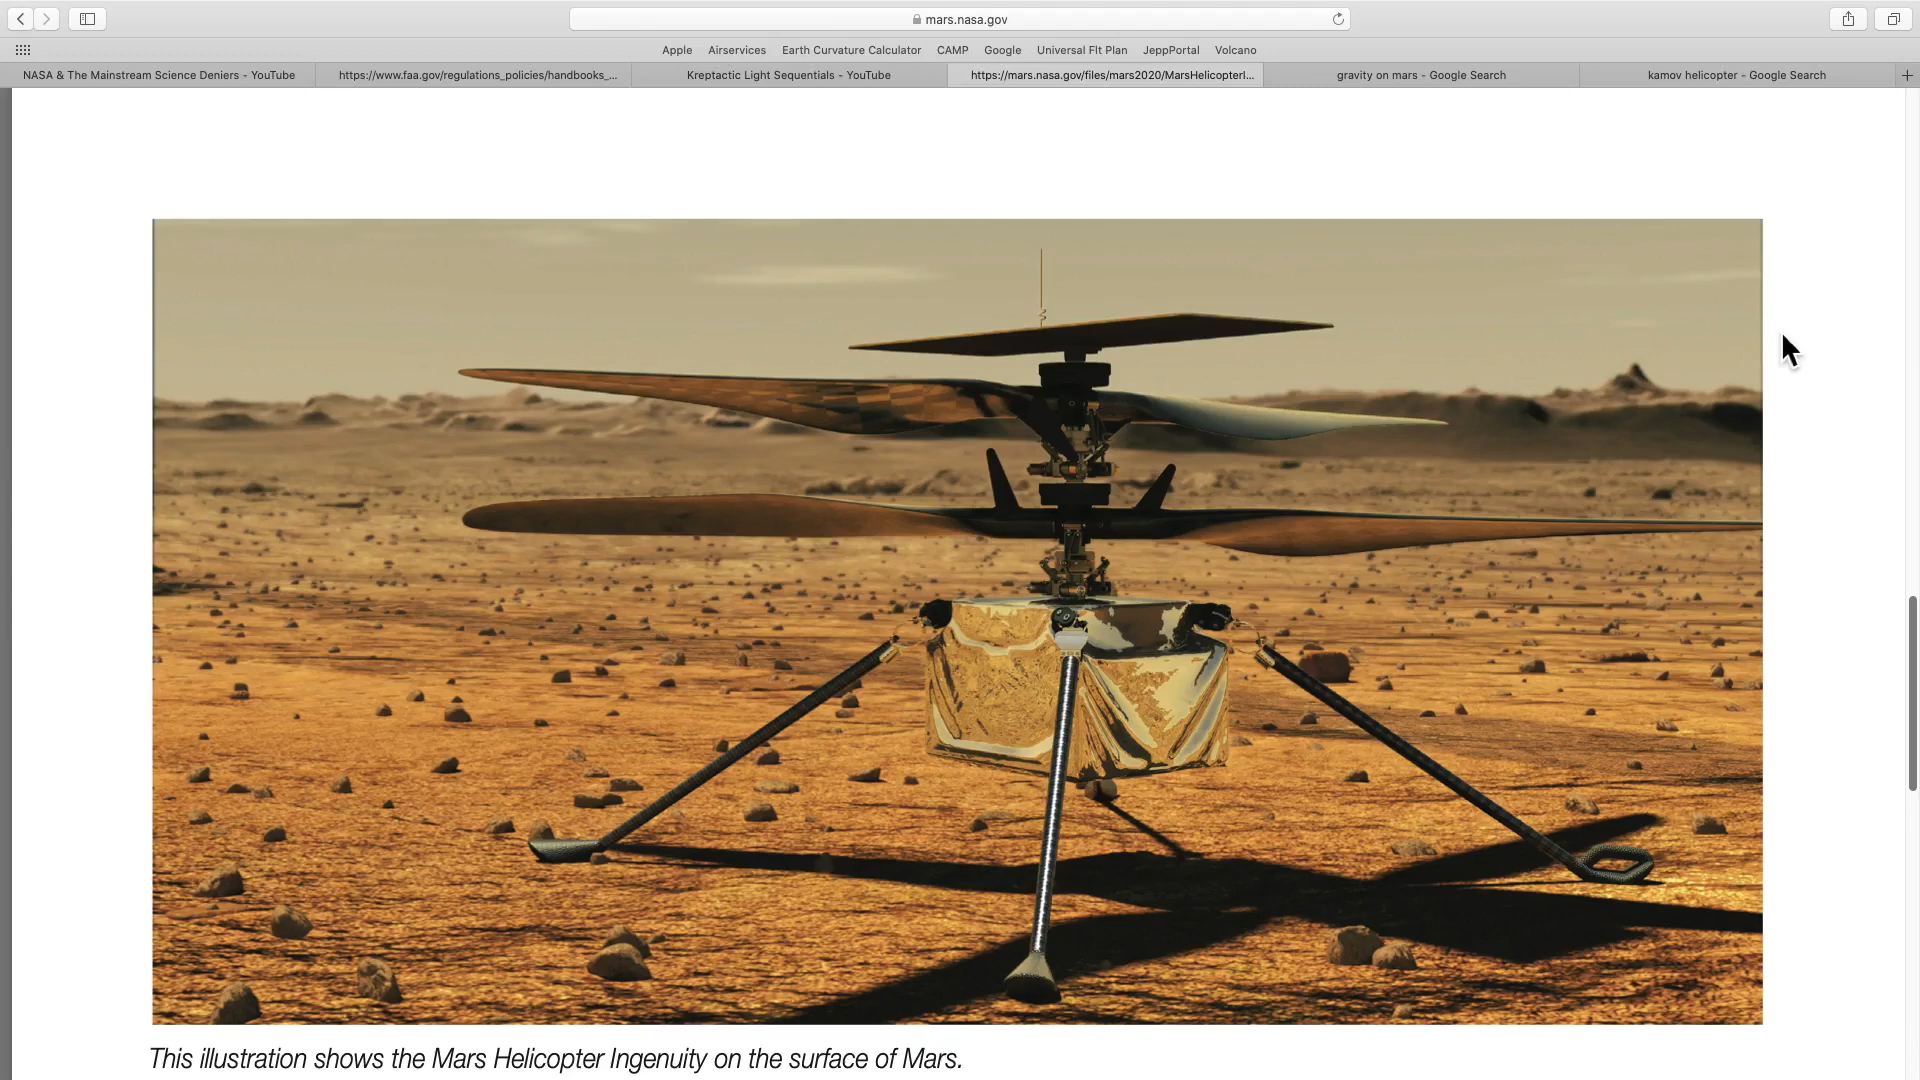 mars.nasa.gov
Apple Airservices Earth Curvature Calculator CAMP Google Universal Flt Plan JeppPortal Volcano
NASA & The Mainstream Science Deniers - YouTube https://www.faa.gov/regulations_policies/handbooks_... Kreptactic Light Sequentials - YouTube https://mars.nasa.gov/files/mars2020/MarsHelicopterI... gravity on mars - Google Search kamov helicopter - Google Search
This illustration shows the Mars Helicopter Ingenuity on the surface of Mars.